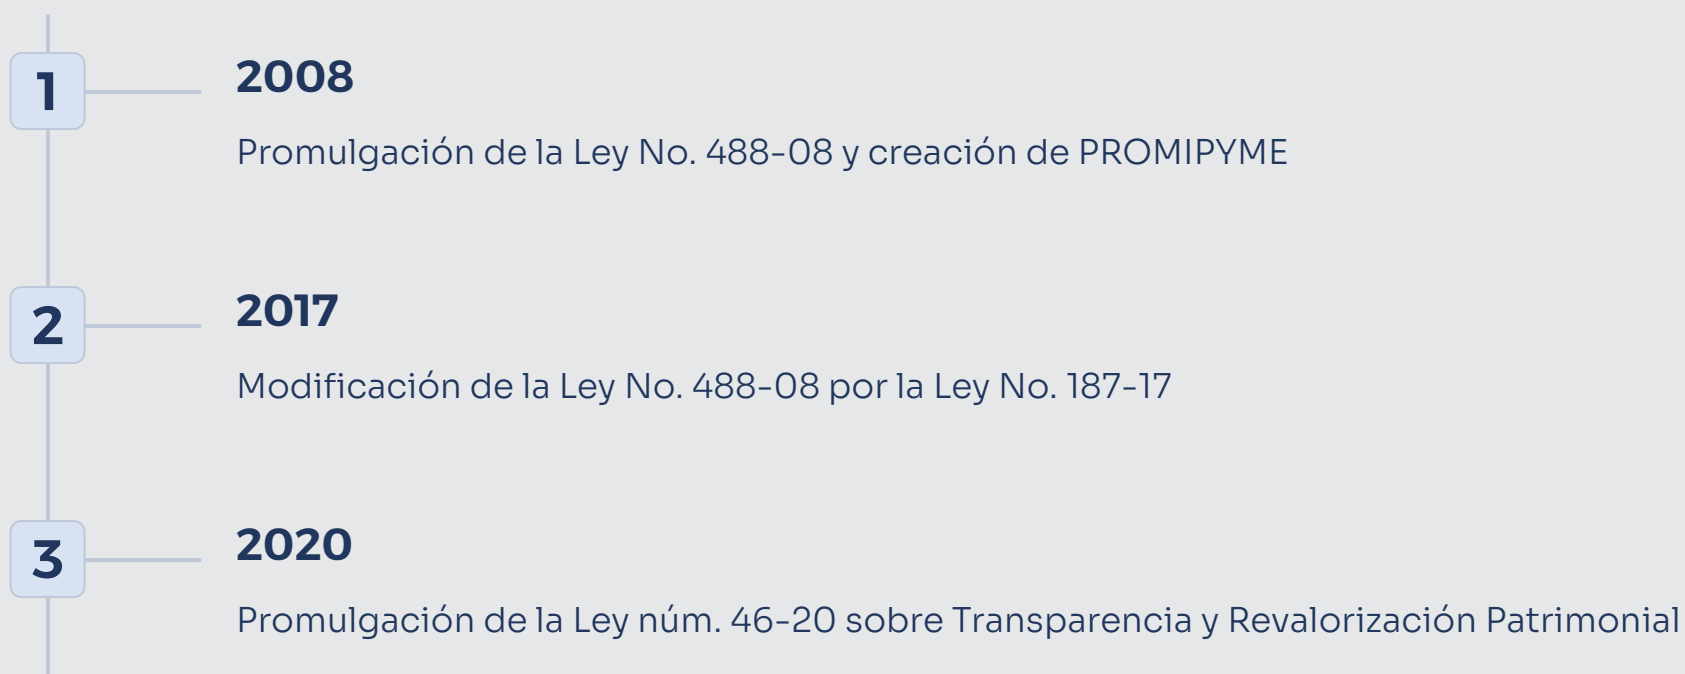 1
2008
Promulgación de la Ley No. 488-08 y creación de PROMIPYME
2
2017
Modificación de la Ley No. 488-08 por la Ley No. 187-17
3
2020
Promulgación de la Ley núm. 46-20 sobre Transparencia y Revalorización Patrimonial